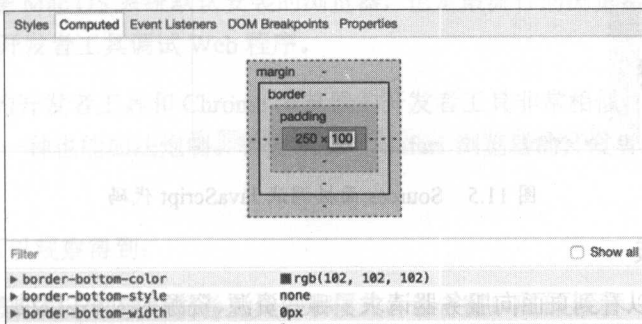 Styles Computed Event Listeners DOM Breakpoints Properties
margin -
border -
padding
- - - 250 x 100 - - -
-
-
-
Filter Show all
▶ border-bottom-color rgb(102, 102, 102)
▶ border-bottom-style none
▶ border-bottom-width 0px